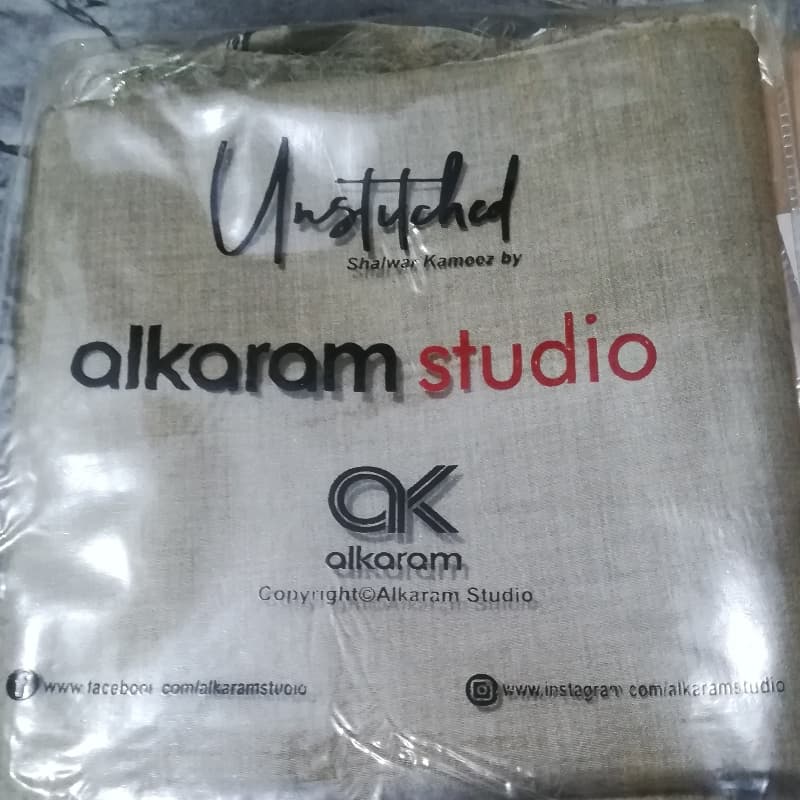 Unstitched
Shalwar Kameez by
alkaram studio
ak
alkaram
Copyright©Alkaram Studio
www.facebook.com/alkaramstudio
www.instagram.com/alkaramstudio